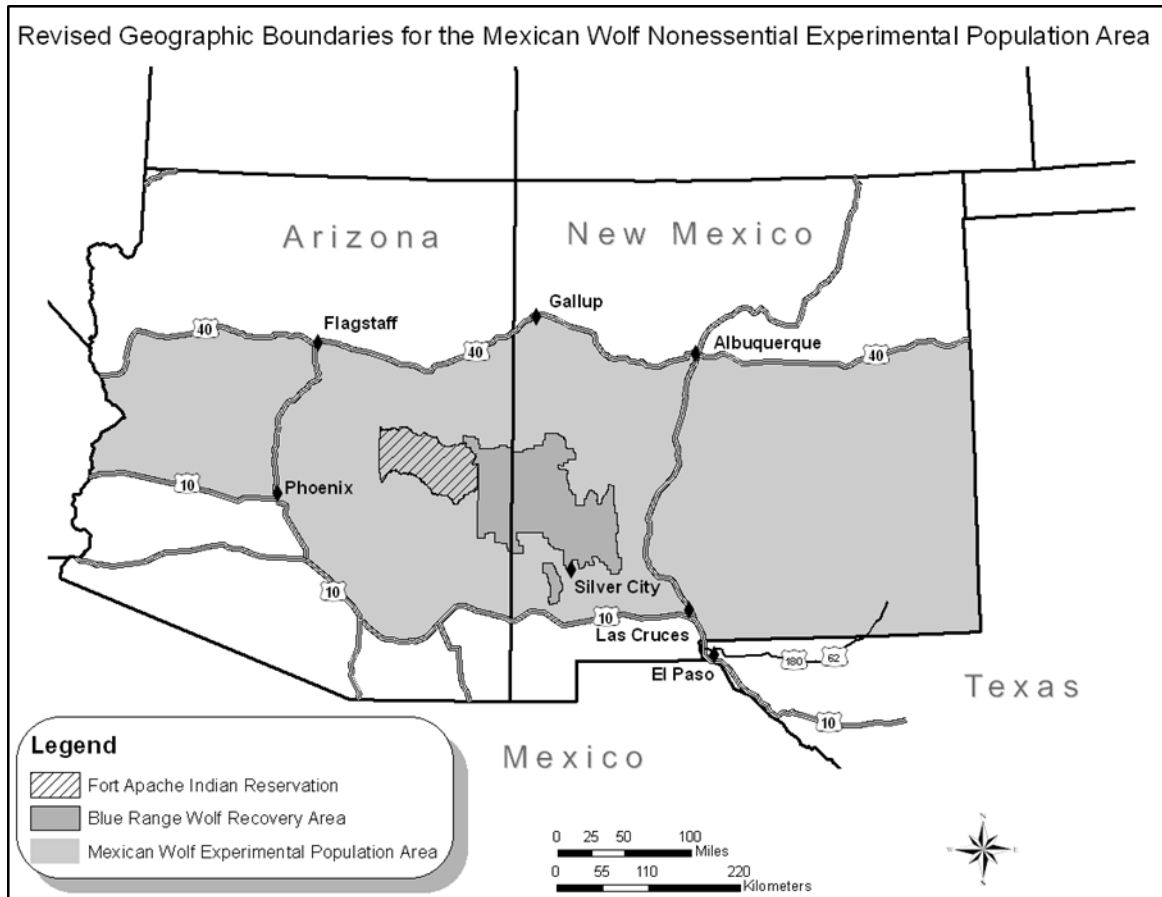 Revised Geographic Boundaries for the Mexican Wolf Nonessential Experimental Population Area
Arizona
New Mexico
Gallup
40
Flagstaff
40
Albuquerque
40
10
Phoenix
Silver City
10
10
Las Cruces
180
62
El Paso
Texas
10
Mexico
Legend
Fort Apache Indian Reservation
Blue Range Wolf Recovery Area
Mexican Wolf Experimental Population Area
0 25 50 100
Miles
0 55 110 220
Kilometers
N
W E
S